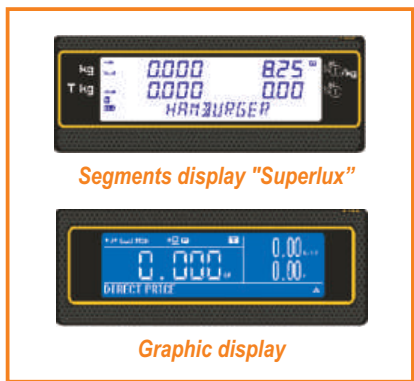 kg 0.000 8.25 /kg
T kg 0.000 0.00
HAMBURGER
Segments display "Superlux”
0.00
0.000 0.00
DIRECT PRICE
Graphic display